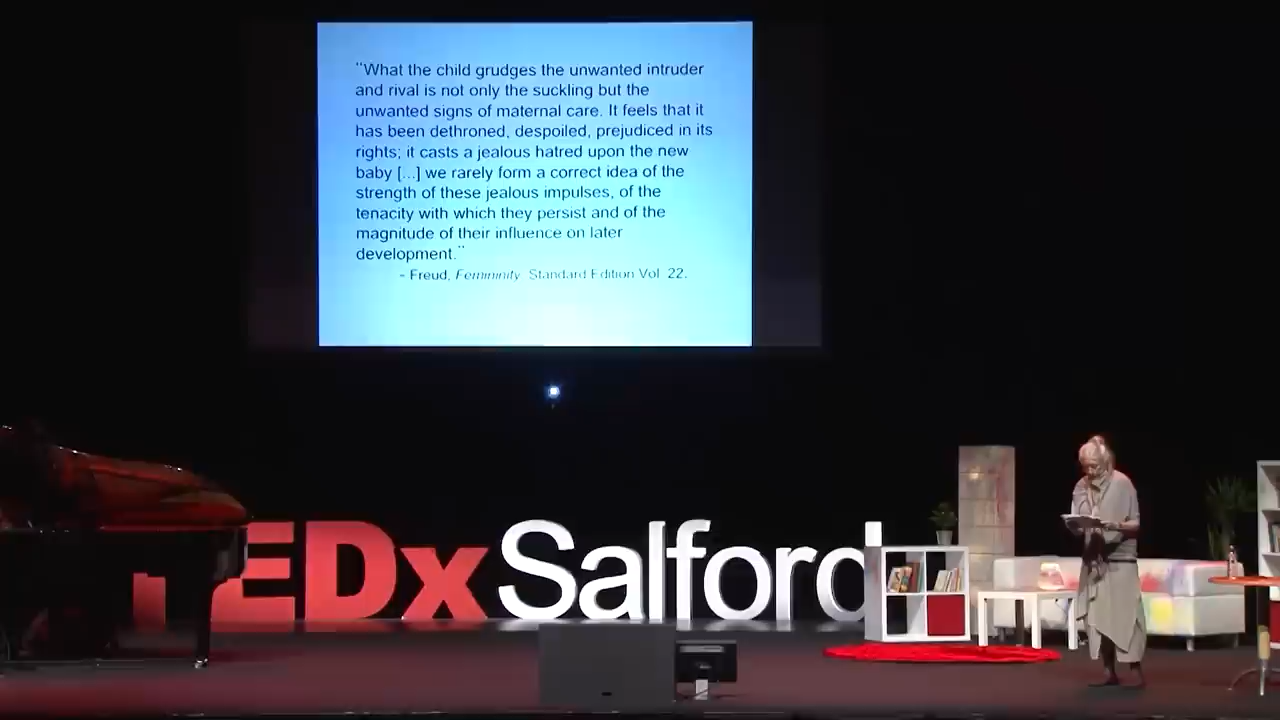 “What the child grudges the unwanted intruder
and rival is not only the suckling but the
unwanted signs of maternal care. It feels that it
has been dethroned, despoiled, prejudiced in its
rights; it casts a jealous hatred upon the new
baby [...] we rarely form a correct idea of the
strength of these jealous impulses, of the
tenacity with which they persist and of the
magnitude of their influence on later
development.”
- Freud, Femininity Standard Edition Vol. 22.
TEDxSalford